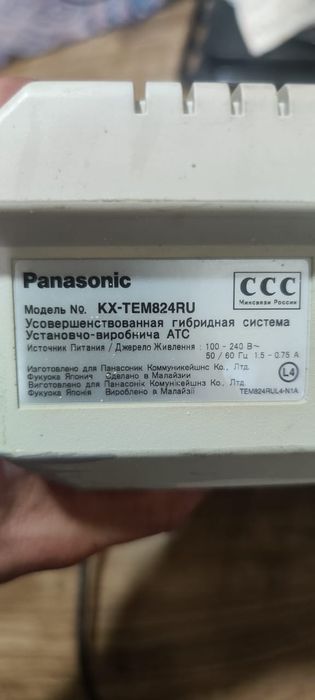 Panasonic
CCC
Минсвязи России
Модель №. KX-TEM824RU
Усовершенствованная гибридная система
Установчо-виробнича АТС
Источник Питания / Джерело Живлення : 100 - 240 В~
50 / 60 Гц 1.5 - 0.75 A
Изготовлено для Панасоник Коммуникейшнс Ко., Лтд.
Фукуока Япония Сделано в Малайзии
Виготовлено для Панасонік Комунікейшнз Ко., Лтд.
Фукуока Японія Вироблено в Малайзії
L4
TEM824RUL4-N1A